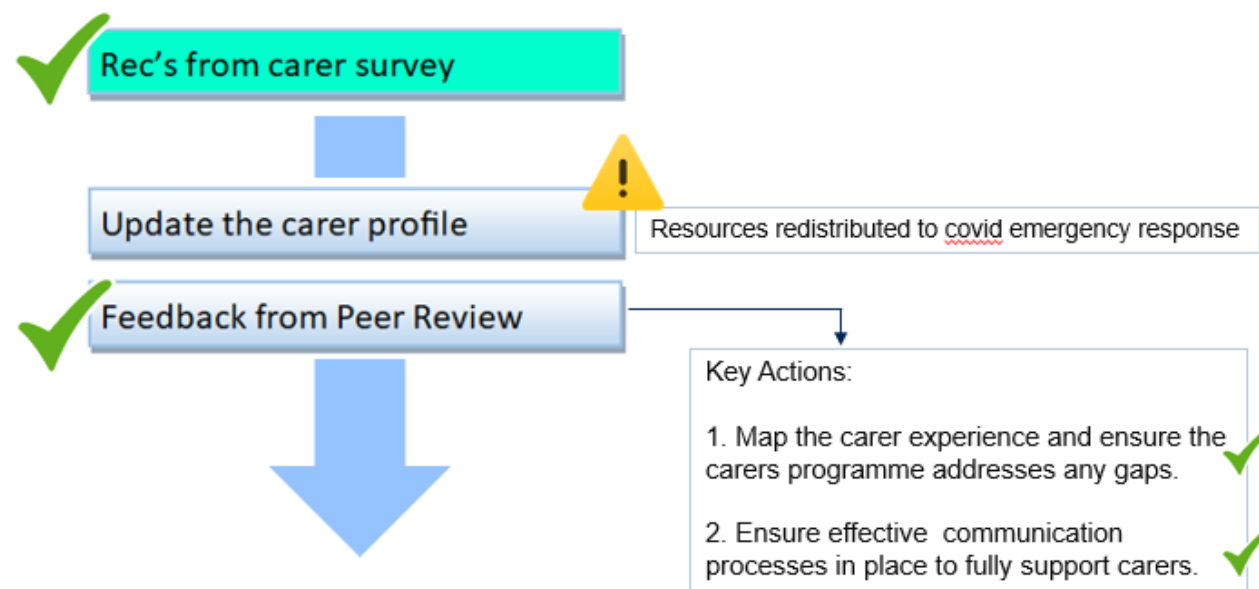 Rec's from carer survey
Update the carer profile
Resources redistributed to covid emergency response
Feedback from Peer Review
Key Actions:
1. Map the carer experience and ensure the
carers programme addresses any gaps.
2. Ensure effective communication
processes in place to fully support carers.